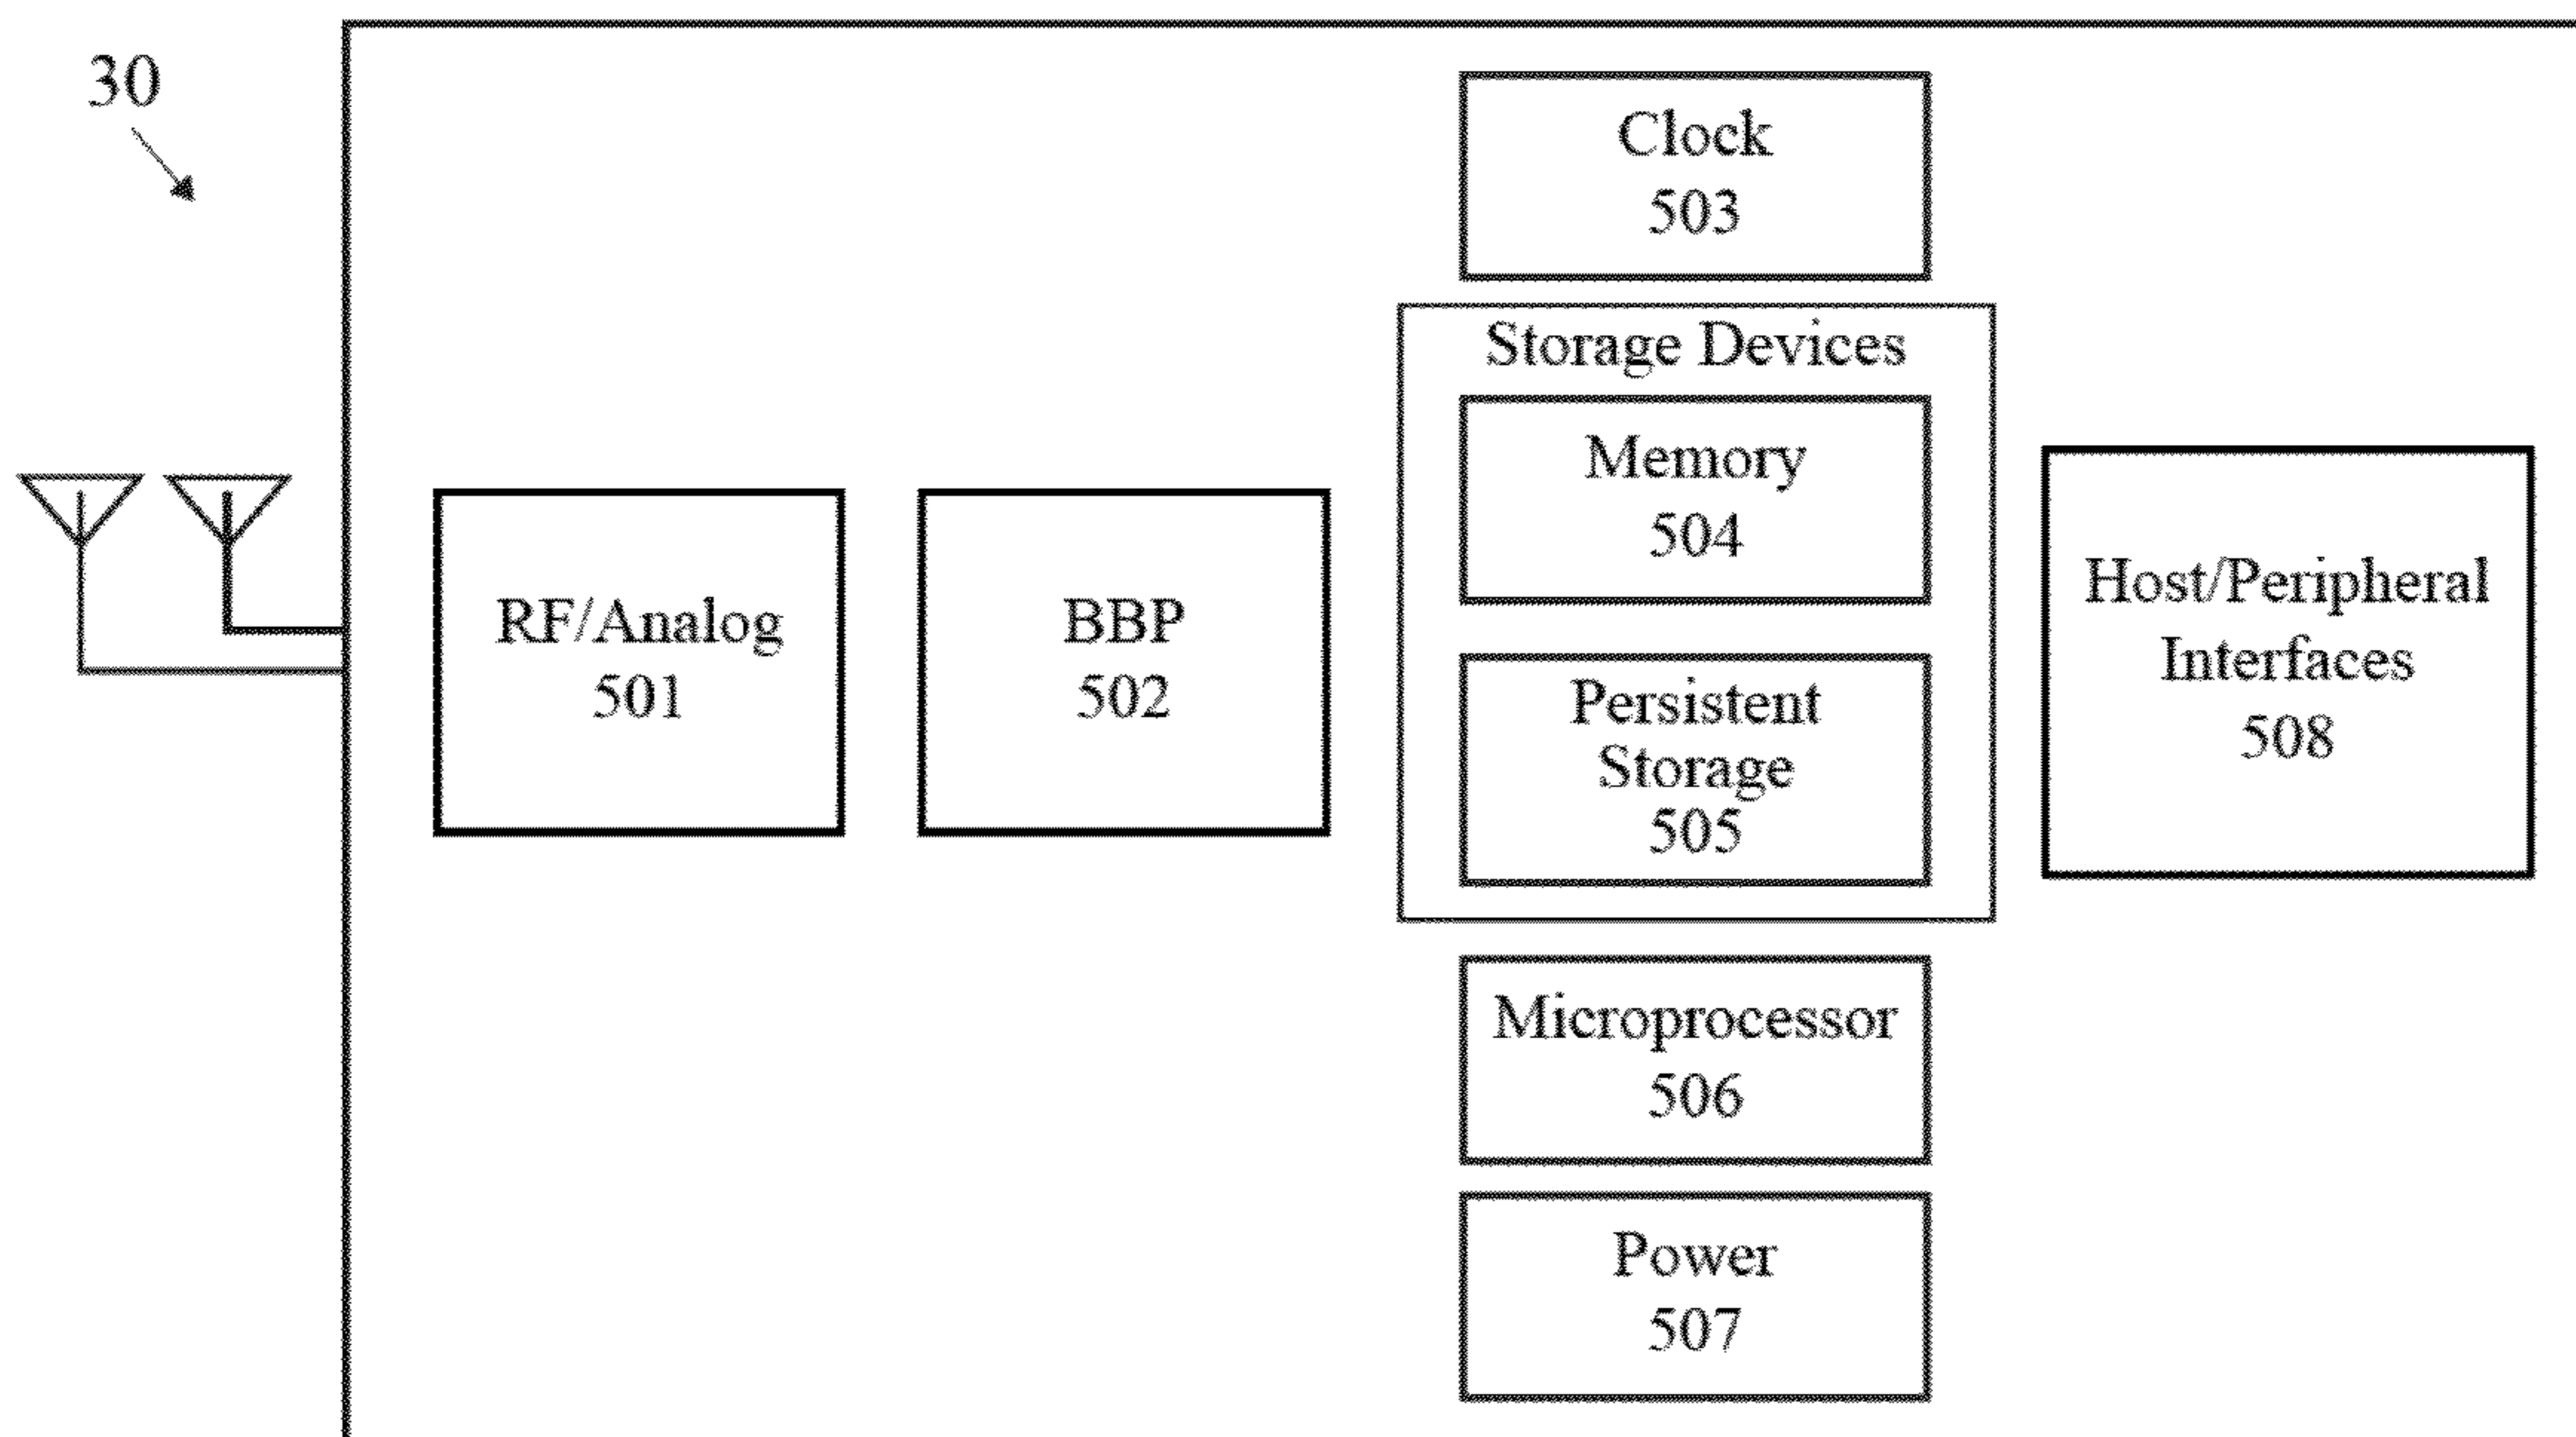 30
Clock
503
Storage Devices
Memory
504
Persistent
Storage
505
RF/Analog
501
BBP
502
Host/Peripheral
Interfaces
508
Microprocessor
506
Power
507